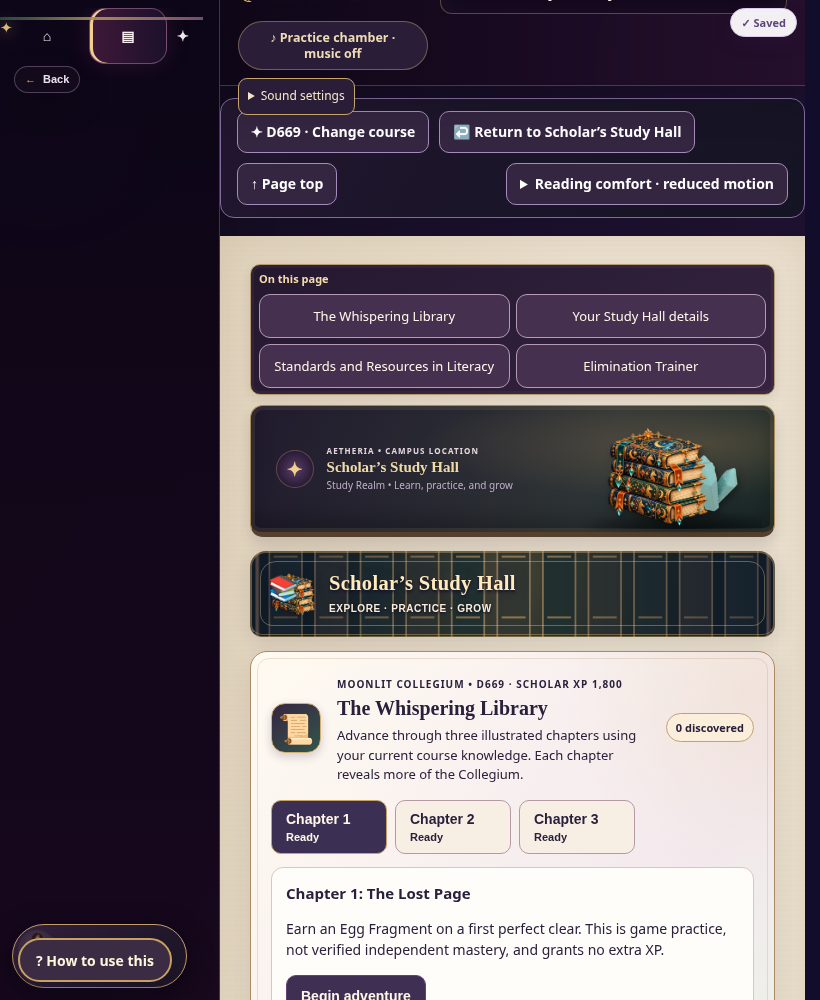 ← Back
♪ Practice chamber ·
music off
✓ Saved
▶ Sound settings
✦ D669 · Change course
↩️ Return to Scholar’s Study Hall
↑ Page top
▶ Reading comfort · reduced motion
On this page
The Whispering Library
Your Study Hall details
Standards and Resources in Literacy
Elimination Trainer
AETHERIA • CAMPUS LOCATION
Scholar’s Study Hall
Study Realm • Learn, practice, and grow
Scholar’s Study Hall
EXPLORE · PRACTICE · GROW
MOONLIT COLLEGIUM • D669 · SCHOLAR XP 1,800
The Whispering Library
Advance through three illustrated chapters using
your current course knowledge. Each chapter
reveals more of the Collegium.
0 discovered
Chapter 1
Ready
Chapter 2
Ready
Chapter 3
Ready
Chapter 1: The Lost Page
Earn an Egg Fragment on a first perfect clear. This is game practice,
not verified independent mastery, and grants no extra XP.
Begin adventure
? How to use this